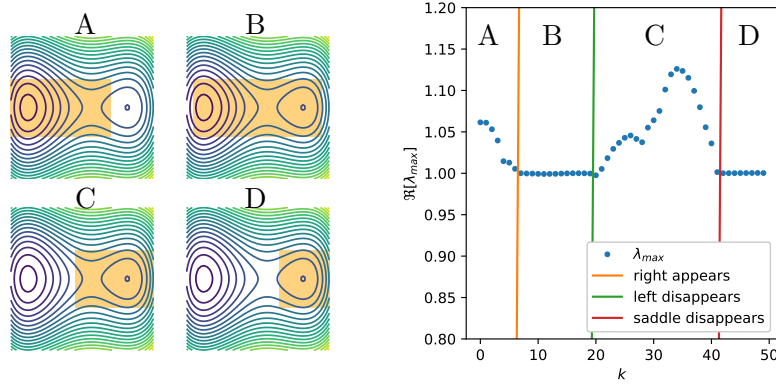 A
B
C
D
1.20
1.15
1.10
1.05
1.00
0.95
0.90
0.85
0.80
ℜ[λ_max]
A
B
C
D
λ_max
right appears
left disappears
saddle disappears
0
10
20
30
40
50
k